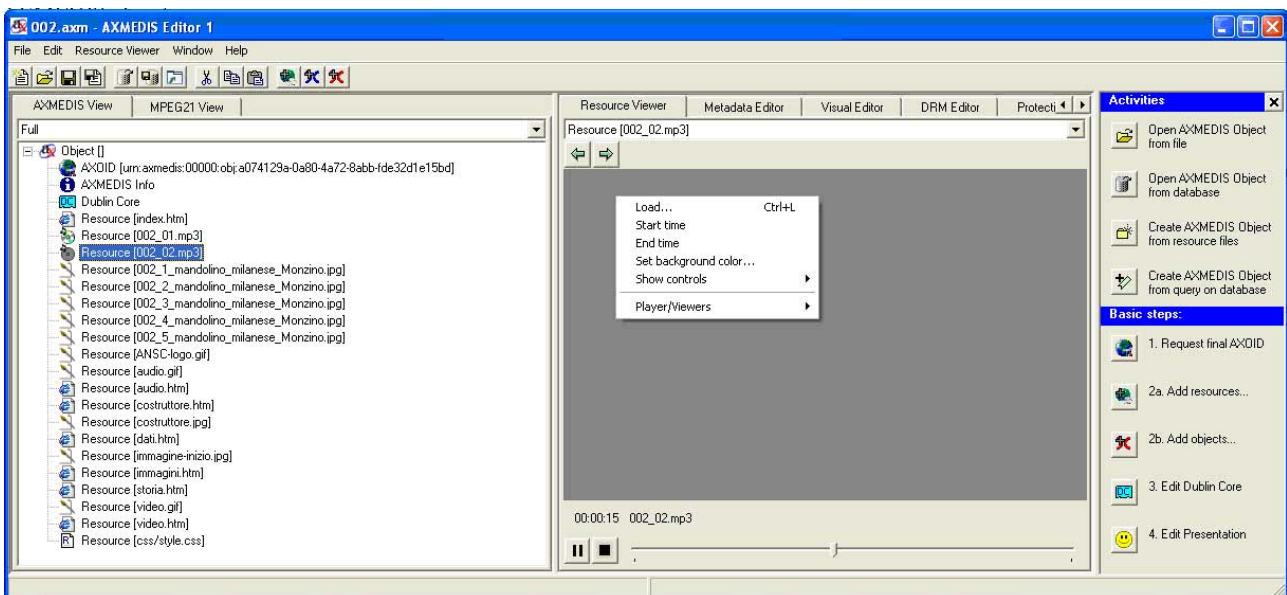 002.axm - AXMEDIS Editor 1
File Edit Resource Viewer Window Help
AXMEDIS View MPEG21 View
Full
Object []
AXOID [urn:axmedis:00000:obj:a074129a-0a80-4a72-8abb-fde32d1e15bd]
AXMEDIS Info
DC Dublin Core
Resource [index.htm]
Resource [002_01.mp3]
Resource [002_02.mp3]
Resource [002_1_mandolino_milanese_Monzino.jpg]
Resource [002_2_mandolino_milanese_Monzino.jpg]
Resource [002_3_mandolino_milanese_Monzino.jpg]
Resource [002_4_mandolino_milanese_Monzino.jpg]
Resource [002_5_mandolino_milanese_Monzino.jpg]
Resource [ANSC-logo.gif]
Resource [audio.gif]
Resource [audio.htm]
Resource [costruttore.htm]
Resource [costruttore.jpg]
Resource [dati.htm]
Resource [immagine-inizio.jpg]
Resource [immagini.htm]
Resource [storia.htm]
Resource [video.gif]
Resource [video.htm]
R Resource [css/style.css]
Resource Viewer Metadata Editor Visual Editor DRM Editor Protecti
Resource [002_02.mp3]
Load... Ctrl+L
Start time
End time
Set background color...
Show controls
Player/Viewers
00:00:15 002_02.mp3
Activities
Open AXMEDIS Object
from file
Open AXMEDIS Object
from database
Create AXMEDIS Object
from resource files
Create AXMEDIS Object
from query on database
Basic steps:
1. Request final AXOID
2a. Add resources...
2b. Add objects...
DC 3. Edit Dublin Core
4. Edit Presentation